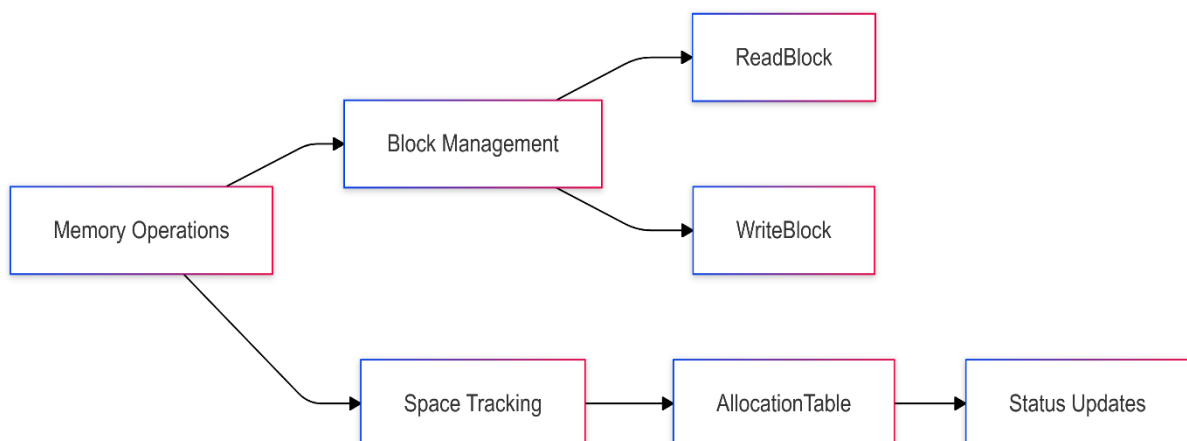 ReadBlock
Block Management
Memory Operations
WriteBlock
Space Tracking
AllocationTable
Status Updates